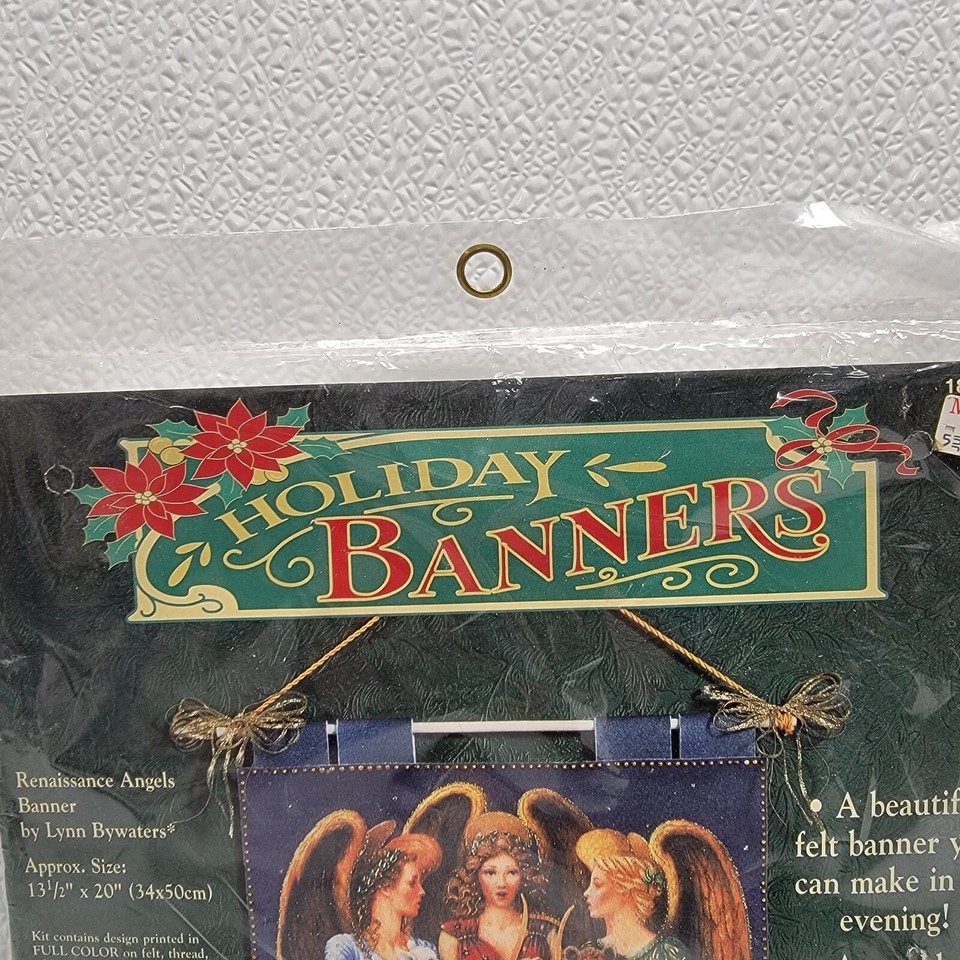 HOLIDAY
BANNERS
Renaissance Angels
Banner
by Lynn Bywaters*
Approx. Size:
13 1/2" x 20" (34x50cm)
Kit contains design printed in
FULL COLOR on felt, thread,
18
M
• A beautif
felt banner y
can make in
evening!